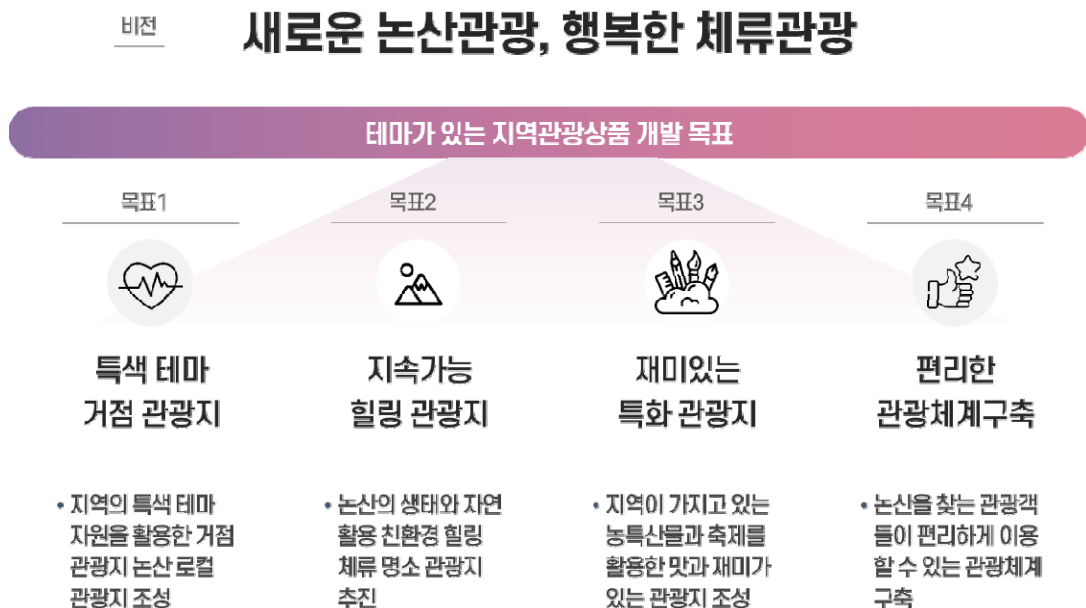 비전
새로운 논산관광, 행복한 체류관광
테마가 있는 지역관광상품 개발 목표
목표1
특색 테마
거점 관광지
• 지역의 특색 테마
자원을 활용한 거점
관광지 논산 로컬
관광지 조성
목표2
지속가능
힐링 관광지
• 논산의 생태와 자연
활용 친환경 힐링
체류 명소 관광지
추진
목표3
재미있는
특화 관광지
• 지역이 가지고 있는
농특산물과 축제를
활용한 맛과 재미가
있는 관광지 조성
목표4
편리한
관광체계구축
• 논산을 찾는 관광객
들이 편리하게 이용
할 수 있는 관광체계
구축